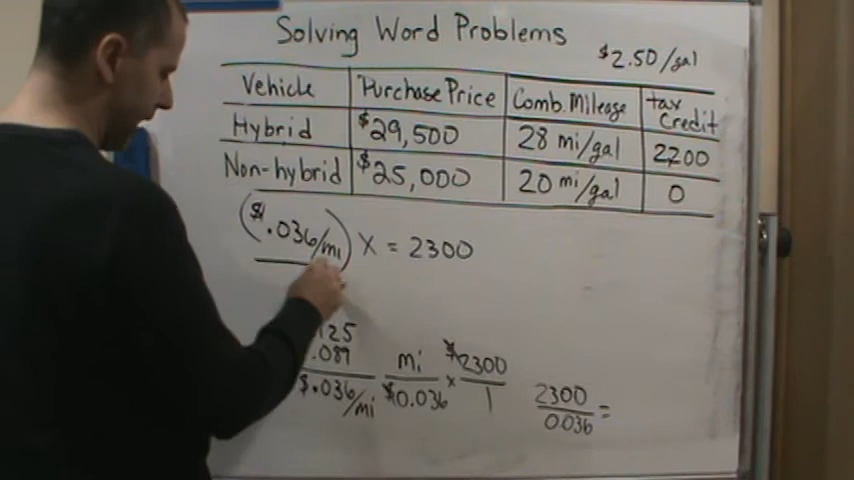 Solving Word Problems
$2.50/gal
Vehicle Purchase Price Comb. Mileage tax Credit
Hybrid $29,500 28 mi/gal 2200
Non-hybrid $25,000 20 mi/gal 0
($.036/mi) x = 2300
.125
.089
$.036/mi
mi
$0.036
×
$2300
1
2300
0.036
=